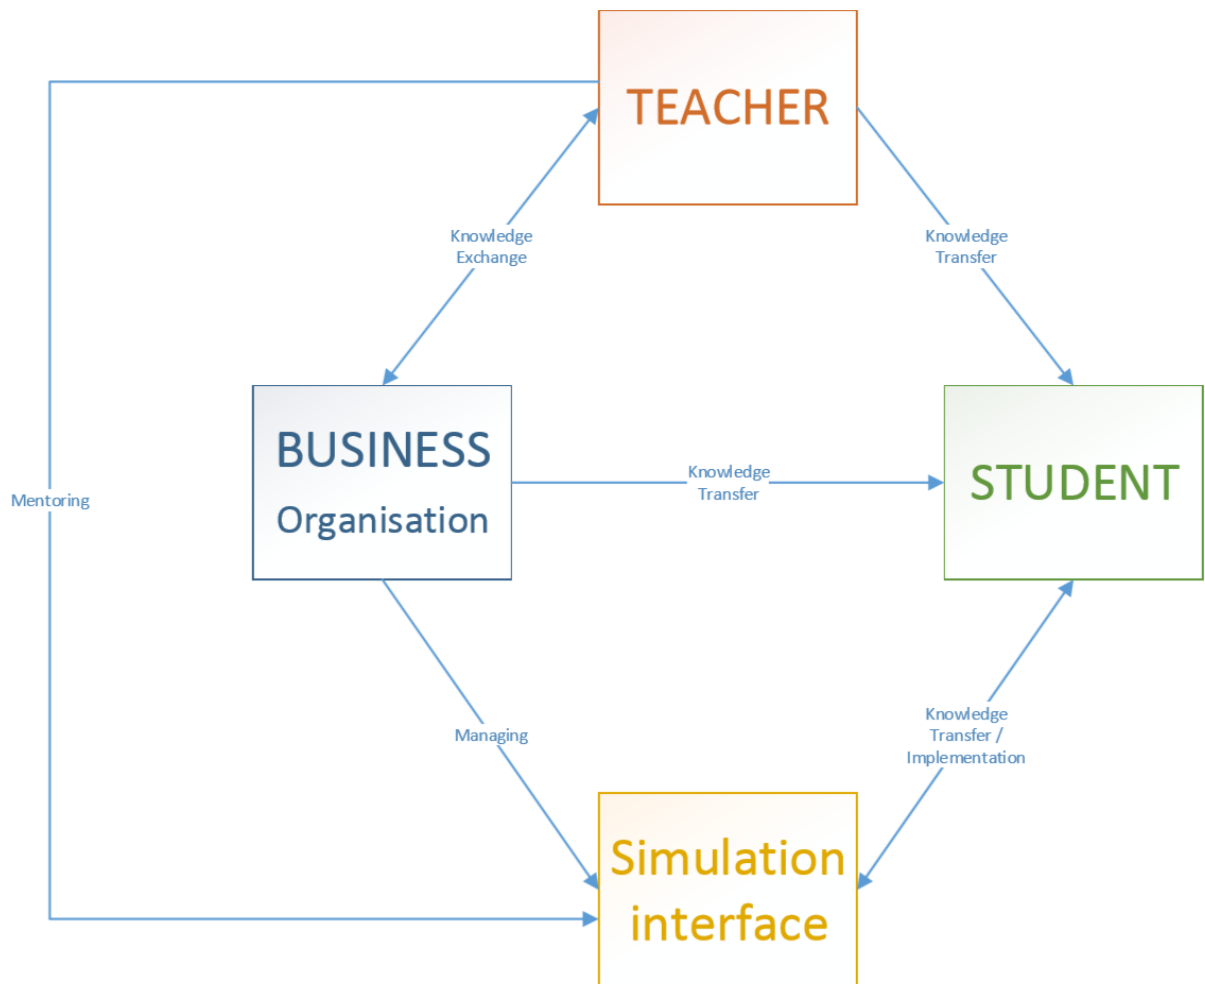 TEACHER
Knowledge
Exchange
Knowledge
Transfer
BUSINESS
Organisation
Knowledge
Transfer
STUDENT
Mentoring
Managing
Knowledge
Transfer /
Implementation
Simulation
interface